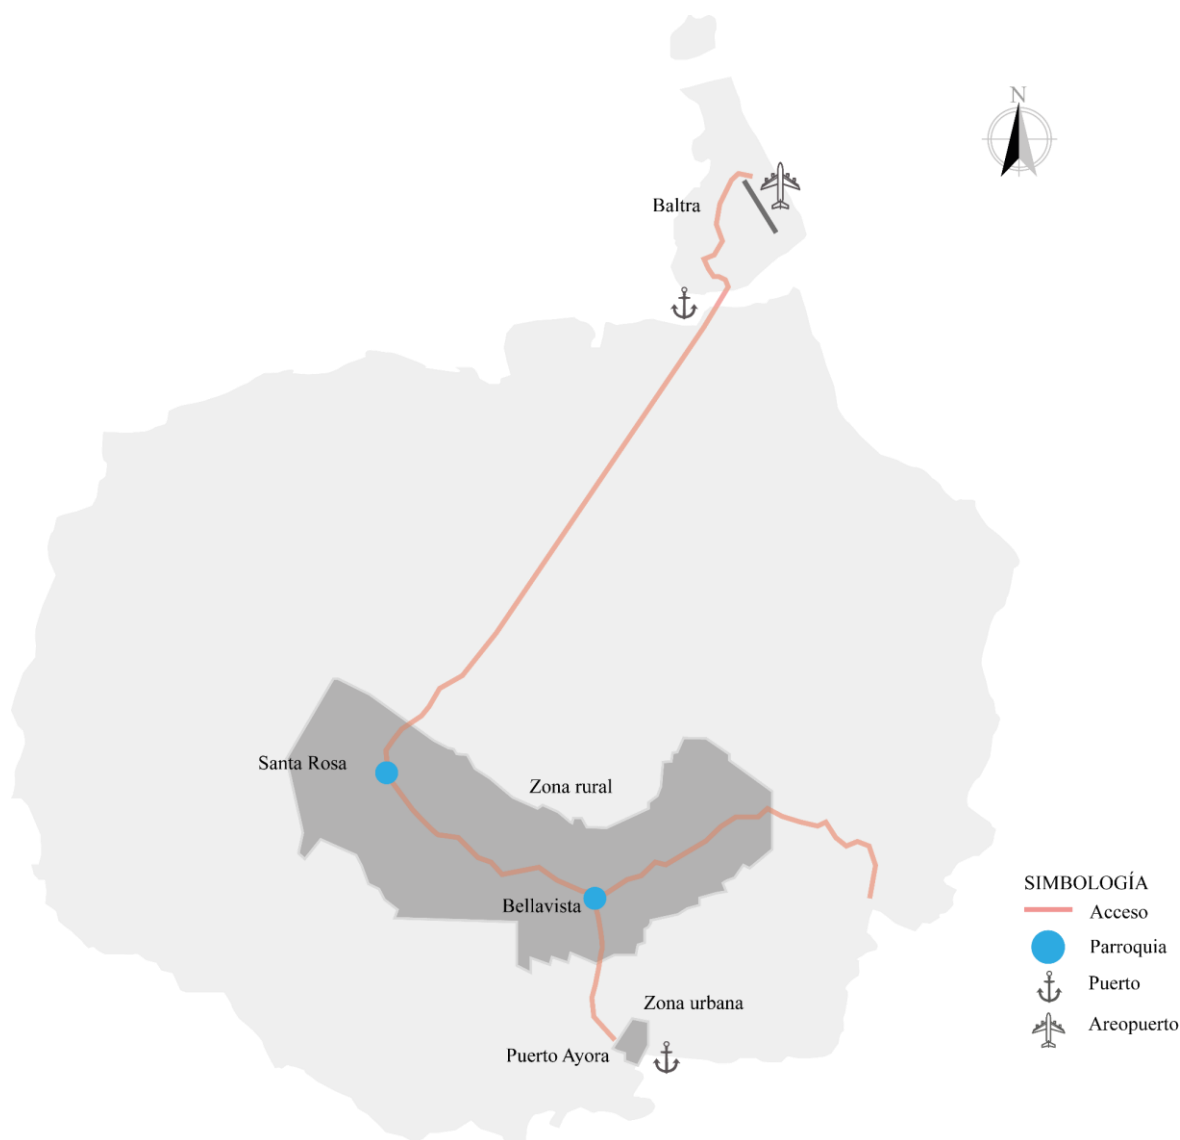 N
Baltra
Santa Rosa
Zona rural
Bellavista
Zona urbana
Puerto Ayora
SIMBOLOGÍA
Acceso
Parroquia
Puerto
Areopuerto